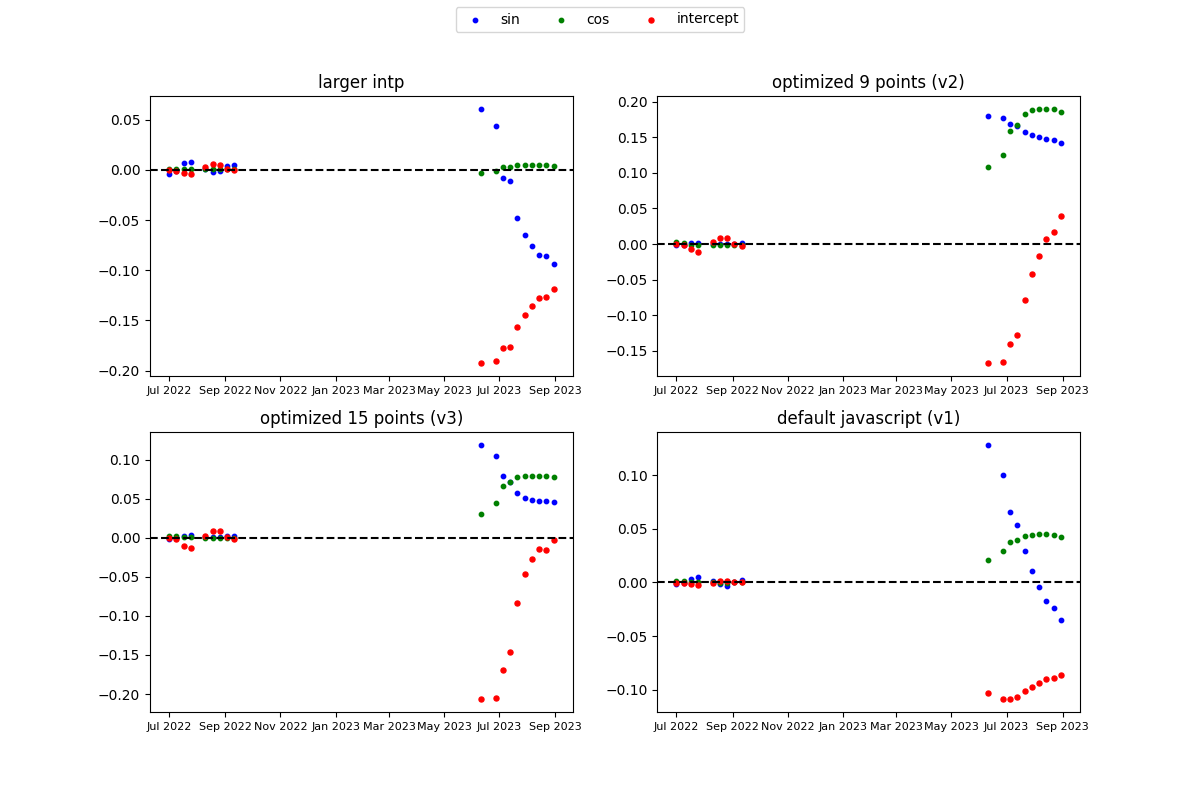 sin cos intercept
larger intp
0.05
0.00
−0.05
−0.10
−0.15
−0.20
Jul 2022 Sep 2022 Nov 2022 Jan 2023 Mar 2023 May 2023 Jul 2023 Sep 2023
optimized 9 points (v2)
0.20
0.15
0.10
0.05
0.00
−0.05
−0.10
−0.15
Jul 2022 Sep 2022 Nov 2022 Jan 2023 Mar 2023 May 2023 Jul 2023 Sep 2023
optimized 15 points (v3)
0.10
0.05
0.00
−0.05
−0.10
−0.15
−0.20
Jul 2022 Sep 2022 Nov 2022 Jan 2023 Mar 2023 May 2023 Jul 2023 Sep 2023
default javascript (v1)
0.10
0.05
0.00
−0.05
−0.10
Jul 2022 Sep 2022 Nov 2022 Jan 2023 Mar 2023 May 2023 Jul 2023 Sep 2023